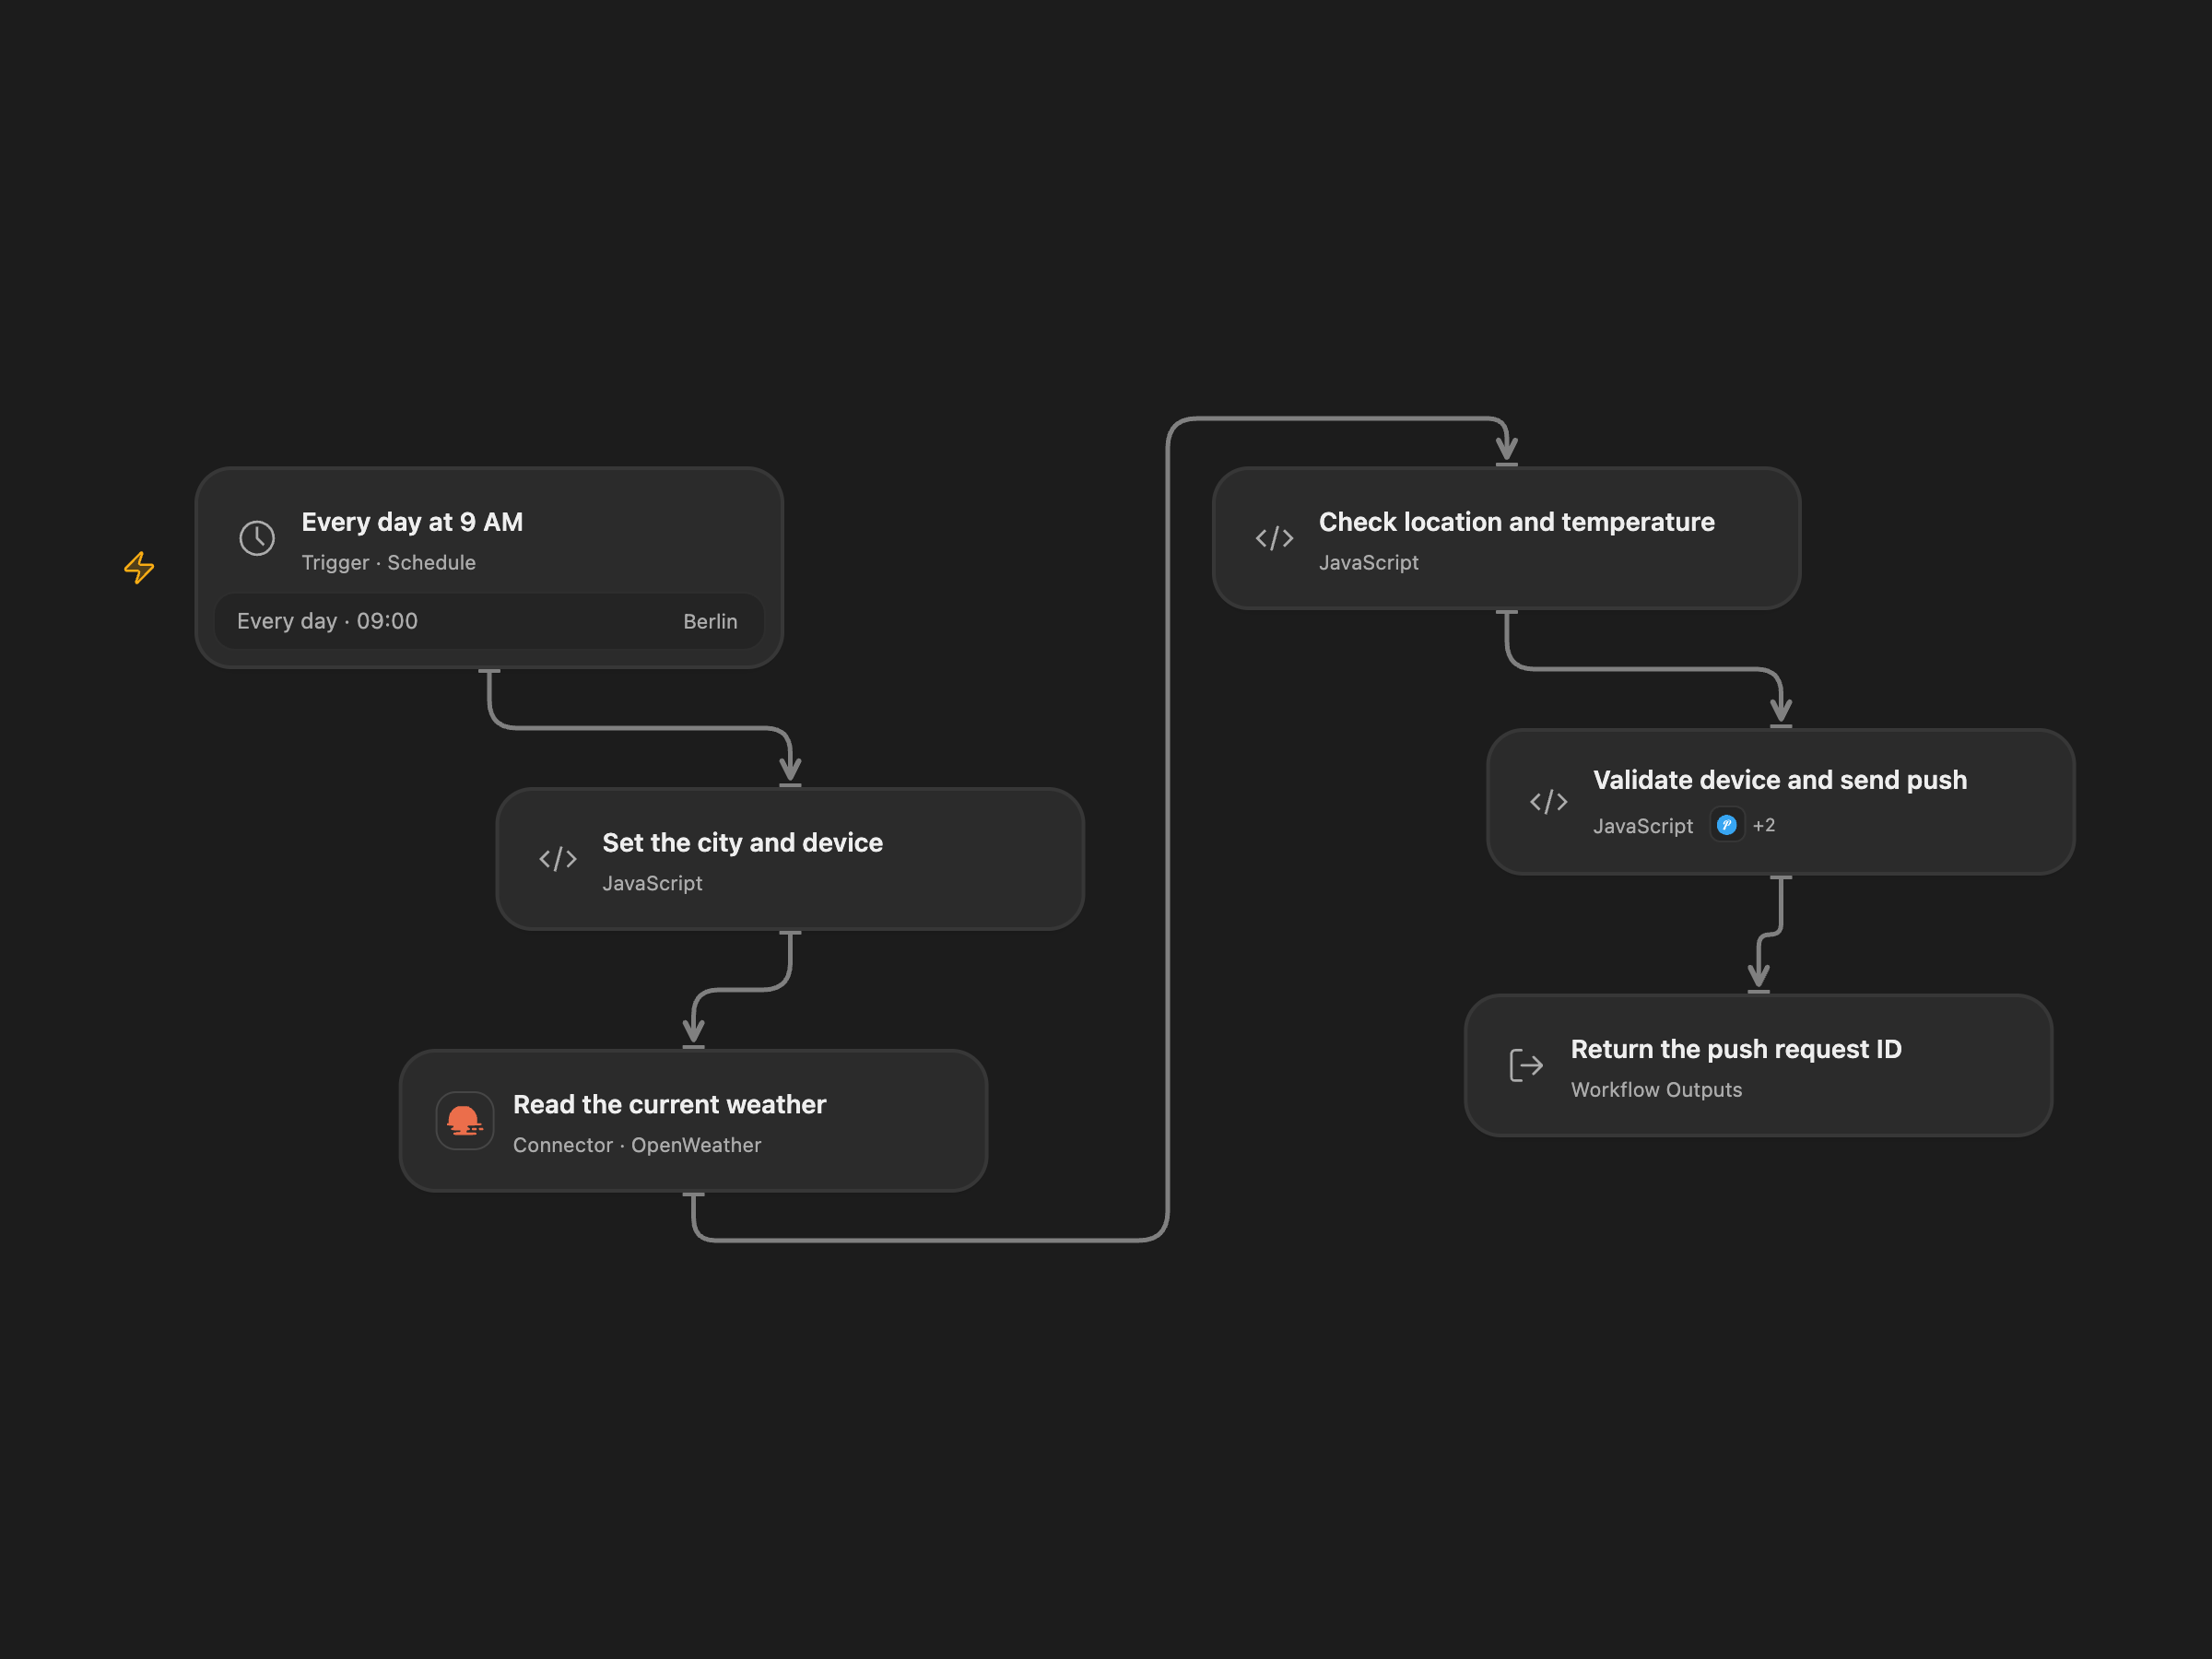 Every day at 9 AM
Trigger · Schedule
Every day · 09:00
Berlin
Set the city and device
JavaScript
Read the current weather
Connector · OpenWeather
Check location and temperature
JavaScript
Validate device and send push
JavaScript +2
Return the push request ID
Workflow Outputs